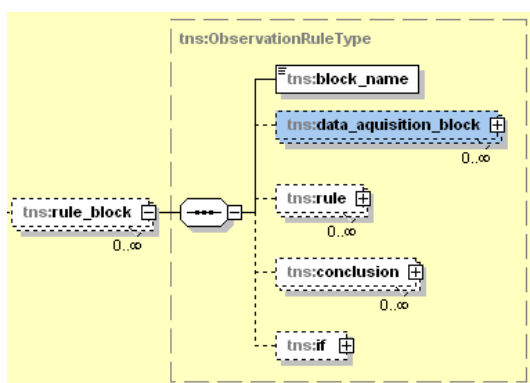 tns:ObservationRuleType
tns:block_name
tns:data_aquisition_block
0..∞
tns:rule_block
0..∞
tns:rule
0..∞
tns:conclusion
0..∞
tns:if